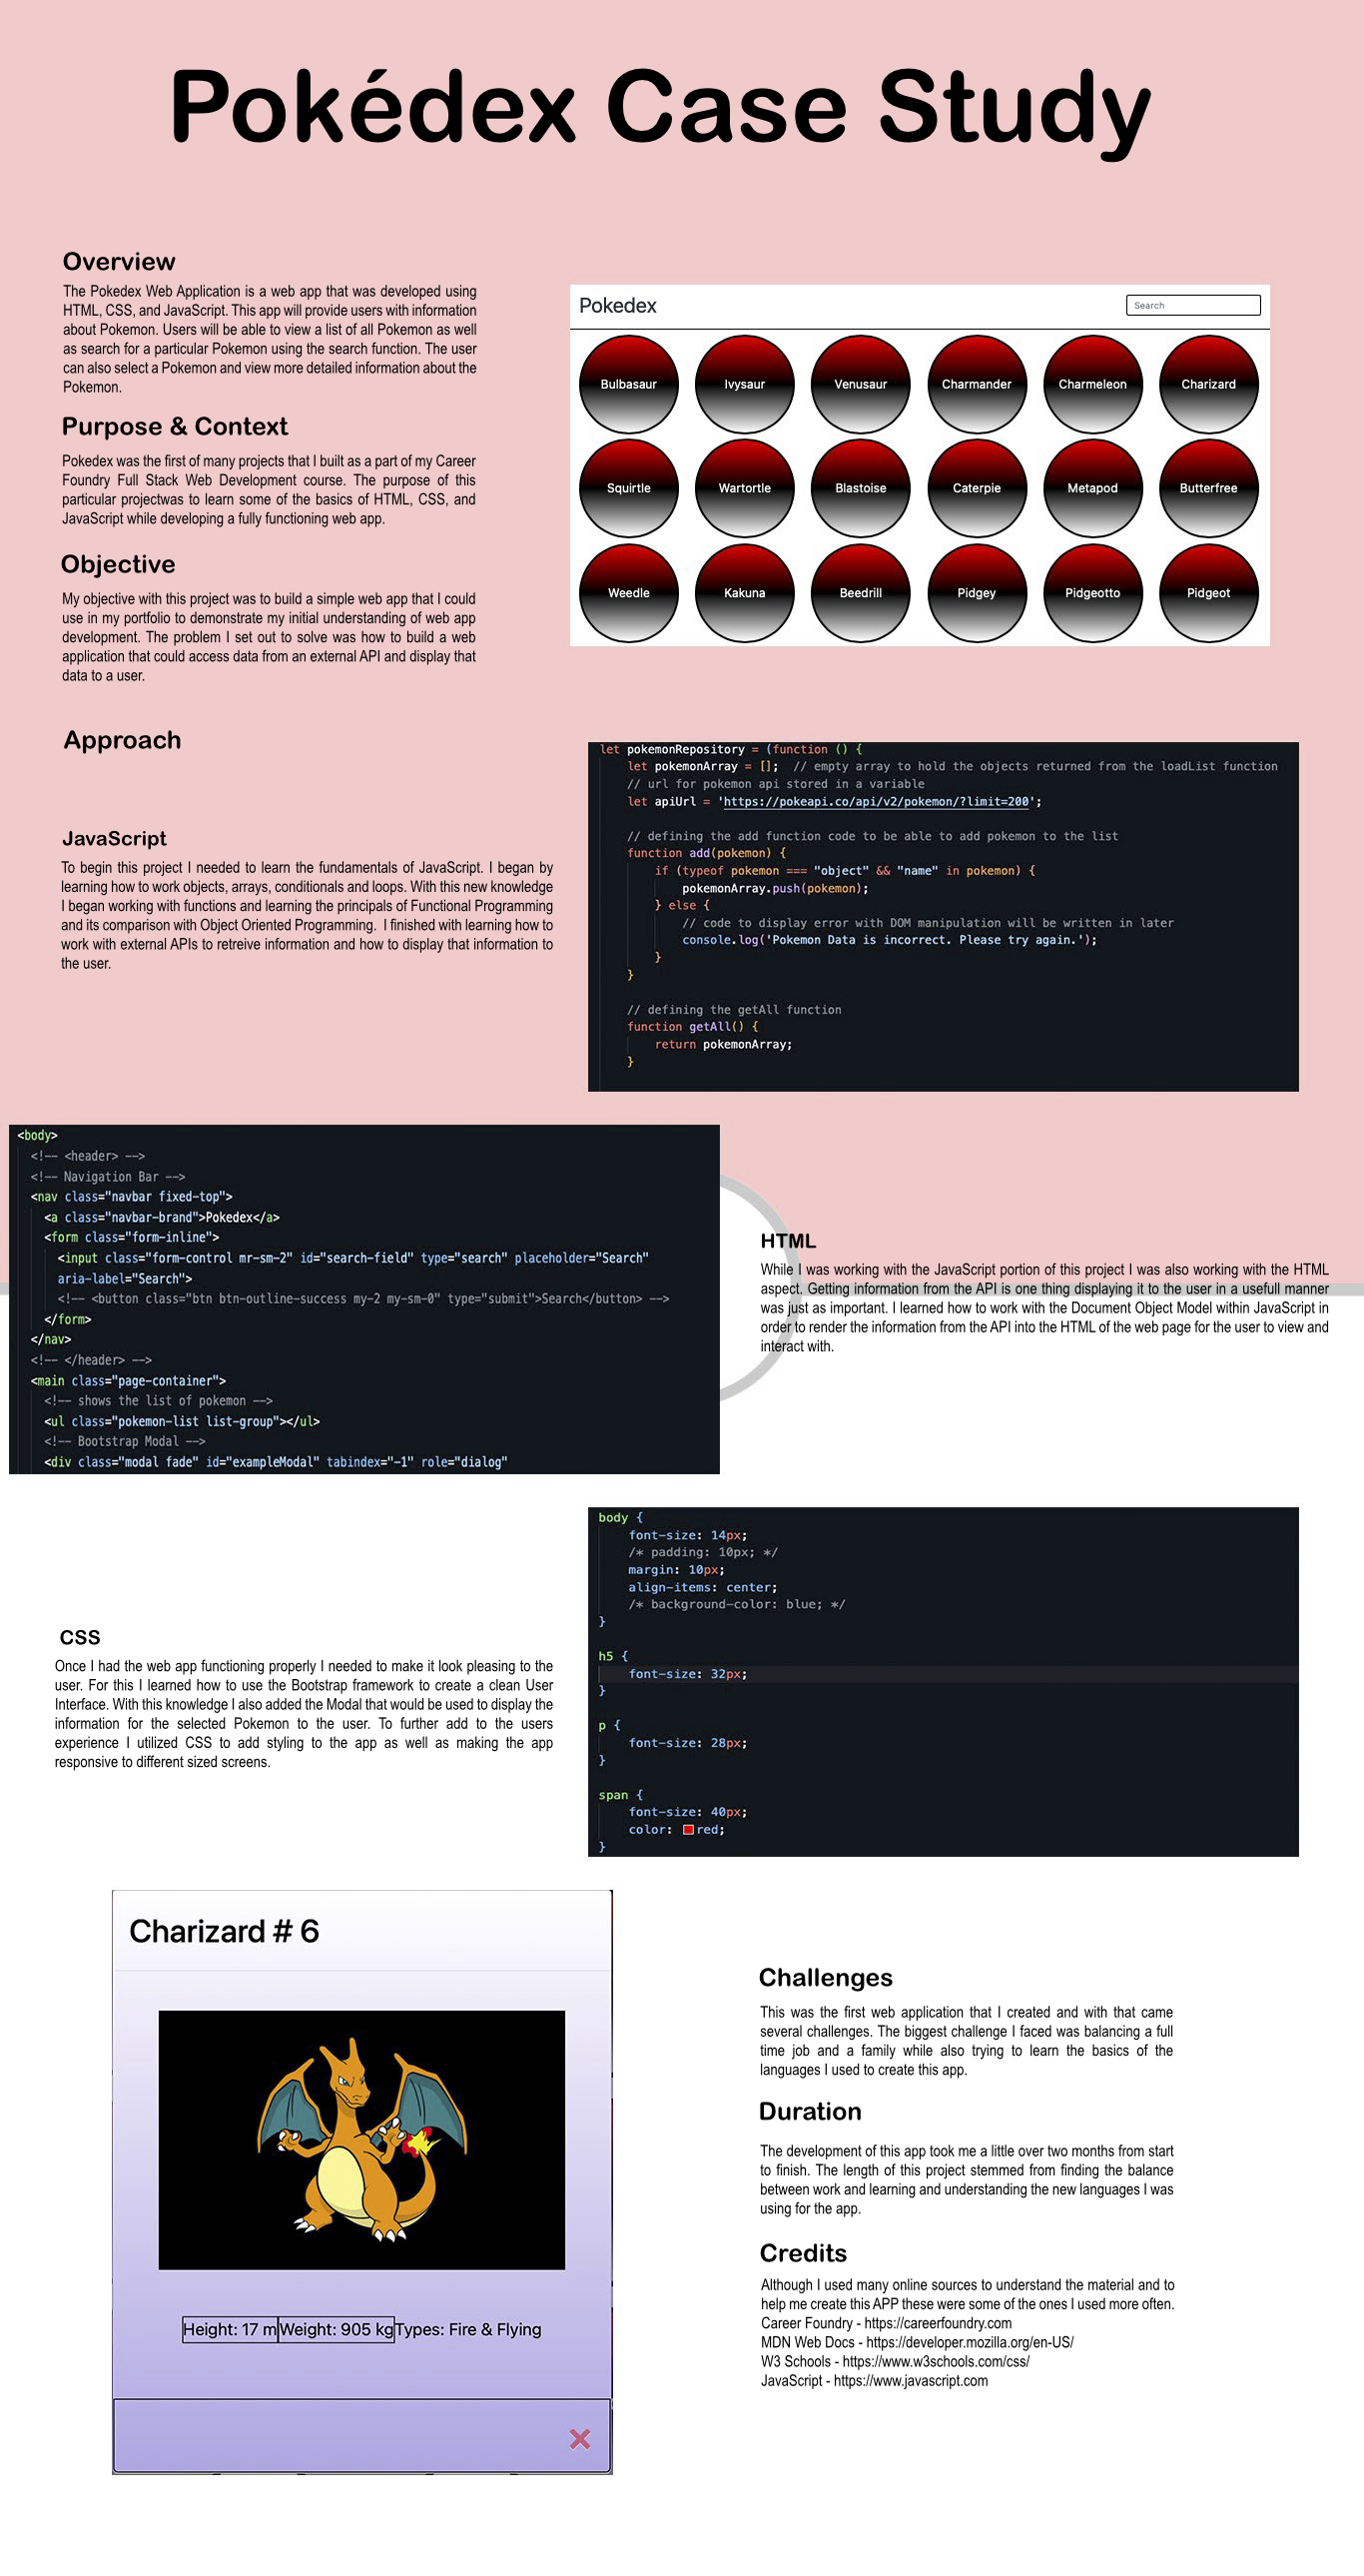 Pokédex Case Study
Overview
The Pokedex Web Application is a web app that was developed using
HTML, CSS, and JavaScript. This app will provide users with information
about Pokemon. Users will be able to view a list of all Pokemon as well
as search for a particular Pokemon using the search function. The user
can also select a Pokemon and view more detailed information about the
Pokemon.
Purpose & Context
Pokedex was the first of many projects that I built as a part of my Career
Foundry Full Stack Web Development course. The purpose of this
particular projectwas to learn some of the basics of HTML, CSS, and
JavaScript while developing a fully functioning web app.
Objective
My objective with this project was to build a simple web app that I could
use in my portfolio to demonstrate my initial understanding of web app
development. The problem I set out to solve was how to build a web
application that could access data from an external API and display that
data to a user.
Pokedex Search
Bulbasaur Ivysaur Venusaur Charmander Charmeleon Charizard
Squirtle Wartortle Blastoise Caterpie Metapod Butterfree
Weedle Kakuna Beedrill Pidgey Pidgeotto Pidgeot
Approach
JavaScript
To begin this project I needed to learn the fundamentals of JavaScript. I began by
learning how to work objects, arrays, conditionals and loops. With this new knowledge
I began working with functions and learning the principals of Functional Programming
and its comparison with Object Oriented Programming. I finished with learning how to
work with external APIs to retreive information and how to display that information to
the user.
let pokemonRepository = (function () {
let pokemonArray = []; // empty array to hold the objects returned from the loadList function
// url for pokemon api stored in a variable
let apiUrl = 'https://pokeapi.co/api/v2/pokemon/?limit=200';
// defining the add function code to be able to add pokemon to the list
function add(pokemon) {
if (typeof pokemon === "object" && "name" in pokemon) {
pokemonArray.push(pokemon);
} else {
// code to display error with DOM manipulation will be written in later
console.log('Pokemon Data is incorrect. Please try again.');
}
}
// defining the getAll function
function getAll() {
return pokemonArray;
}
<body>
<!-- <header> -->
<!-- Navigation Bar -->
<nav class="navbar fixed-top">
<a class="navbar-brand">Pokedex</a>
<form class="form-inline">
<input class="form-control mr-sm-2" id="search-field" type="search" placeholder="Search"
aria-label="Search">
<!-- <button class="btn btn-outline-success my-2 my-sm-0" type="submit">Search</button> -->
</form>
</nav>
<!-- </header> -->
<main class="page-container">
<!-- shows the list of pokemon -->
<ul class="pokemon-list list-group"></ul>
<!-- Bootstrap Modal -->
<div class="modal fade" id="exampleModal" tabindex="-1" role="dialog"
HTML
While I was working with the JavaScript portion of this project I was also working with the HTML
aspect. Getting information from the API is one thing displaying it to the user in a usefull manner
was just as important. I learned how to work with the Document Object Model within JavaScript in
order to render the information from the API into the HTML of the web page for the user to view and
interact with.
CSS
Once I had the web app functioning properly I needed to make it look pleasing to the
user. For this I learned how to use the Bootstrap framework to create a clean User
Interface. With this knowledge I also added the Modal that would be used to display the
information for the selected Pokemon to the user. To further add to the users
experience I utilized CSS to add styling to the app as well as making the app
responsive to different sized screens.
body {
font-size: 14px;
/* padding: 10px; */
margin: 10px;
align-items: center;
/* background-color: blue; */
}
h5 {
font-size: 32px;
}
p {
font-size: 28px;
}
span {
font-size: 40px;
color: red;
}
Charizard # 6
Height: 17 m Weight: 905 kg Types: Fire & Flying
Challenges
This was the first web application that I created and with that came
several challenges. The biggest challenge I faced was balancing a full
time job and a family while also trying to learn the basics of the
languages I used to create this app.
Duration
The development of this app took me a little over two months from start
to finish. The length of this project stemmed from finding the balance
between work and learning and understanding the new languages I was
using for the app.
Credits
Although I used many online sources to understand the material and to
help me create this APP these were some of the ones I used more often.
Career Foundry - https://careerfoundry.com
MDN Web Docs - https://developer.mozilla.org/en-US/
W3 Schools - https://www.w3schools.com/css/
JavaScript - https://www.javascript.com